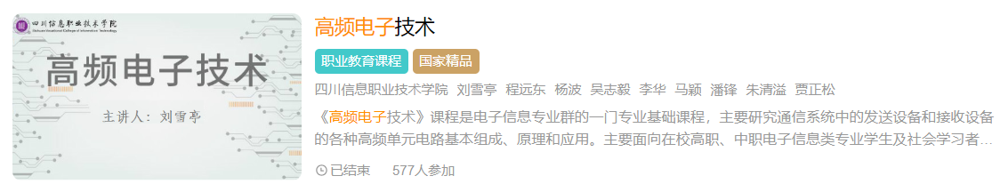 四川信息职业技术学院
Sichuan Vocational College of Information Technology
高频电子技术
主讲人：刘雪亭
高频电子技术
职业教育课程 国家精品
四川信息职业技术学院 刘雪亭 程远东 杨波 吴志毅 李华 马颖 潘锋 朱清溢 贾正松
《高频电子技术》课程是电子信息专业群的一门专业基础课程，主要研究通信系统中的发送设备和接收设备
的各种高频单元电路基本组成、原理和应用。主要面向在校高职、中职电子信息类专业学生及社会学习者...
已结束 577人参加